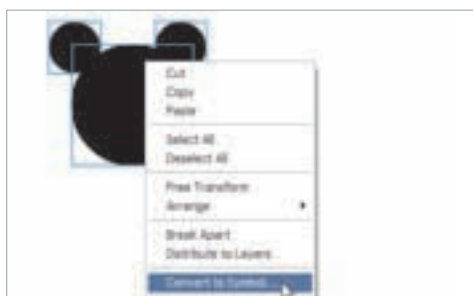 Cut
Copy
Paste
Select All
Deselect All
Free Transform
Arrange
Break Apart
Distribute to Layers
Convert to Symbol...